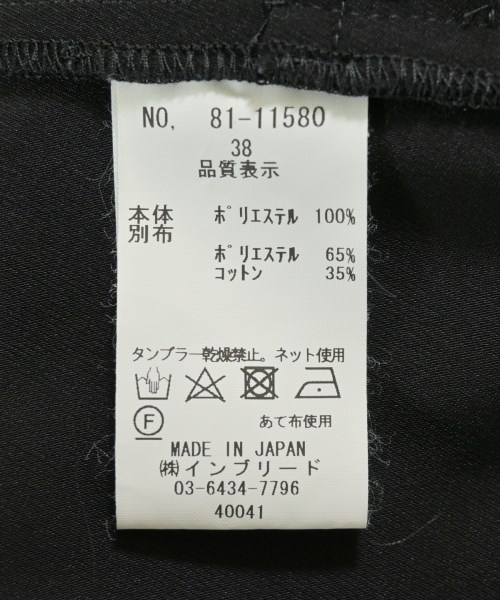 NO, 81-11580
38
品質表示
本体 ﾎﾟﾘｴｽﾃﾙ 100%
別布
ﾎﾟﾘｴｽﾃﾙ 65%
ｺｯﾄﾝ 35%
タンブラー乾燥禁止。ネット使用
F
あて布使用
MADE IN JAPAN
㈱インブリード
03-6434-7796
40041